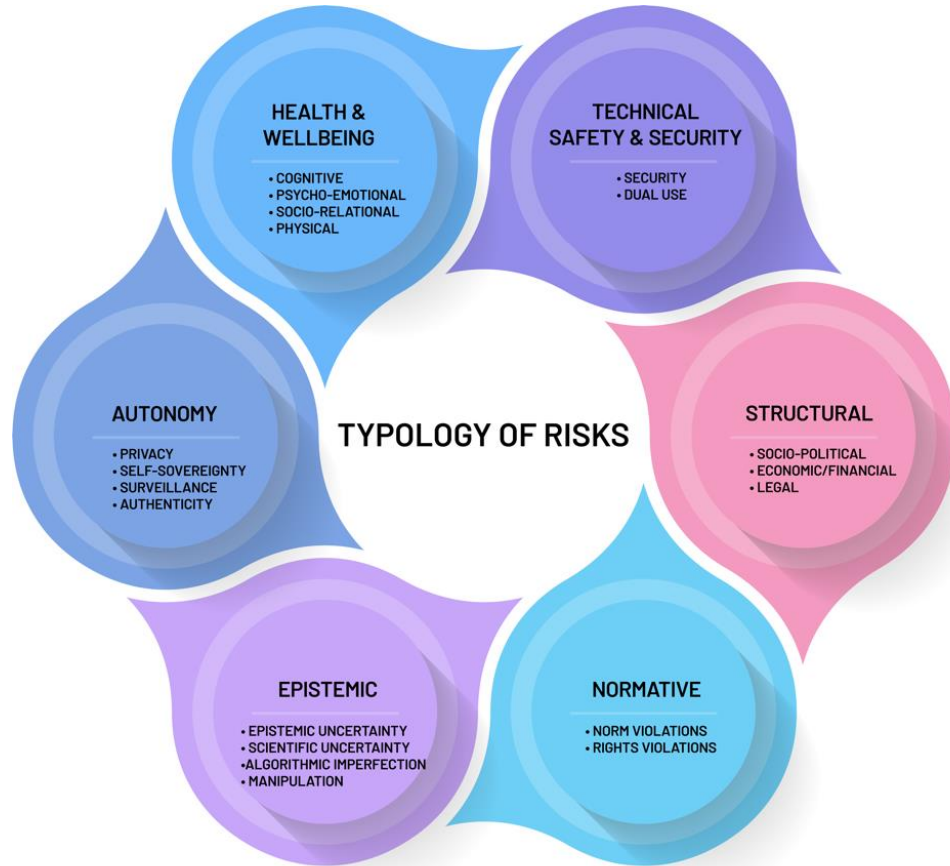 HEALTH &
WELLBEING
• COGNITIVE
• PSYCHO-EMOTIONAL
• SOCIO-RELATIONAL
• PHYSICAL
TECHNICAL
SAFETY & SECURITY
• SECURITY
• DUAL USE
AUTONOMY
• PRIVACY
• SELF-SOVEREIGNTY
• SURVEILLANCE
• AUTHENTICITY
TYPOLOGY OF RISKS
STRUCTURAL
• SOCIO-POLITICAL
• ECONOMIC/FINANCIAL
• LEGAL
EPISTEMIC
• EPISTEMIC UNCERTAINTY
• SCIENTIFIC UNCERTAINTY
•ALGORITHMIC IMPERFECTION
• MANIPULATION
NORMATIVE
• NORM VIOLATIONS
• RIGHTS VIOLATIONS